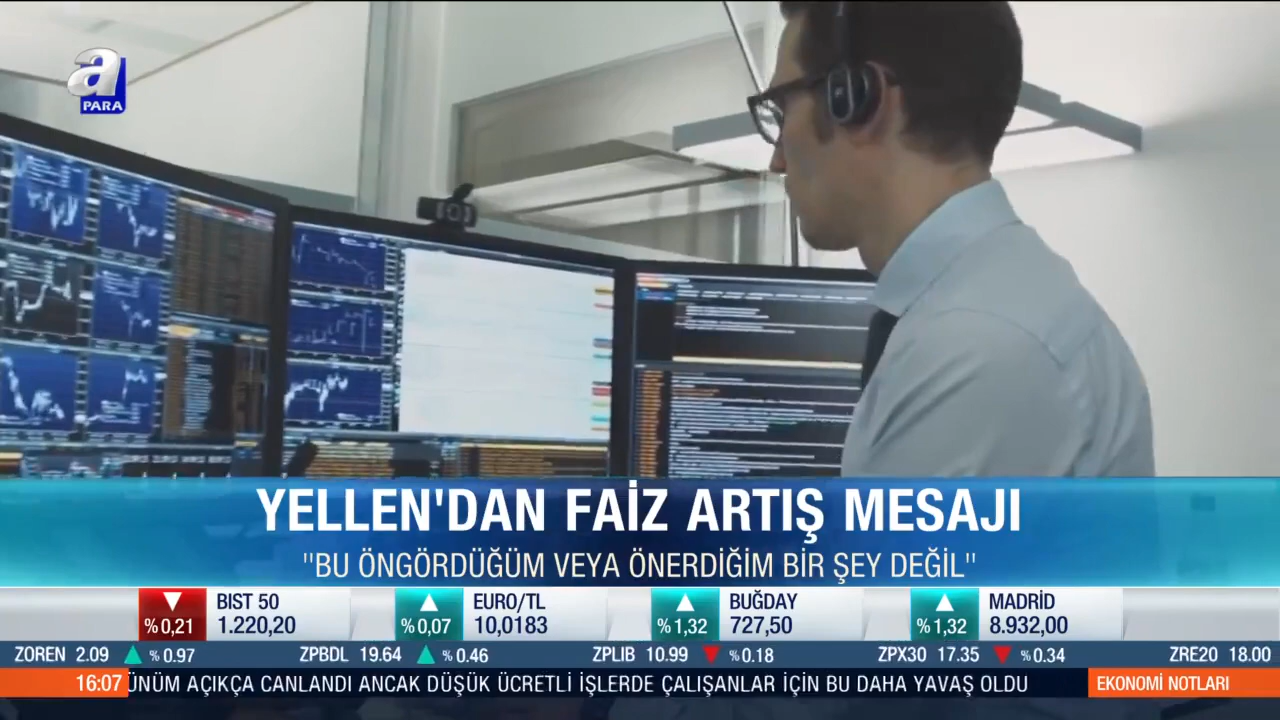 a
PARA
YELLEN'DAN FAİZ ARTIŞ MESAJI
"BU ÖNGÖRDÜĞÜM VEYA ÖNERDİĞİM BİR ŞEY DEĞİL"
%0,21 BIST 50 1.220,20
%0,07 EURO/TL 10,0183
%1,32 BUĞDAY 727,50
%1,32 MADRİD 8.932,00
ZOREN 2.09 %0.97 ZPBDL 19.64 %0.46 ZPLIB 10.99 %0.18 ZPX30 17.35 %0.34 ZRE20 18.00
16:07 ÜNÜM AÇIKÇA CANLANDI ANCAK DÜŞÜK ÜCRETLİ İŞLERDE ÇALIŞANLAR İÇİN BU DAHA YAVAŞ OLDU EKONOMİ NOTLARI